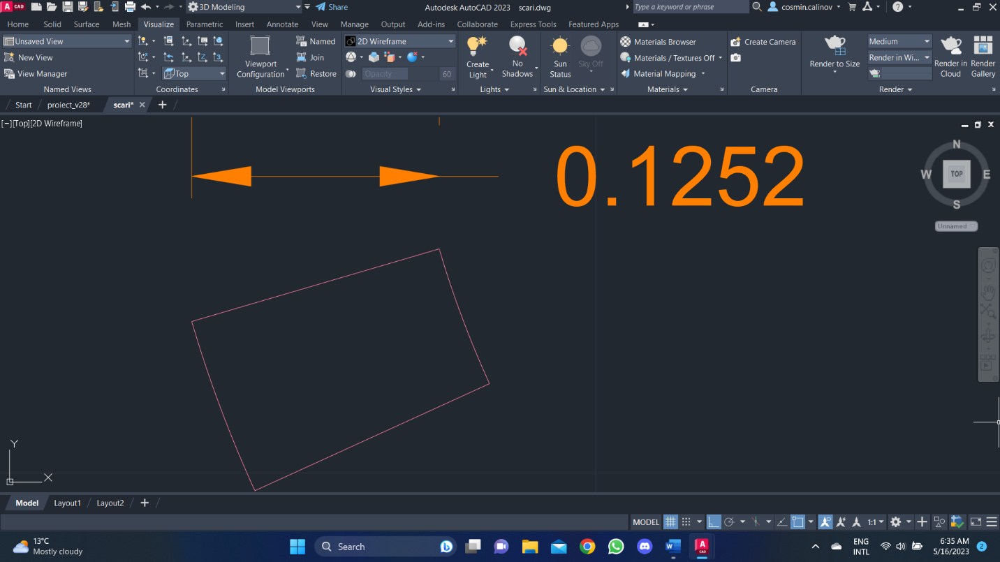 A CAD 3D Modeling Share Autodesk AutoCAD 2023 scari.dwg Type a keyword or phrase cosmin.calinov
Home Solid Surface Mesh Visualize Parametric Insert Annotate View Manage Output Add-ins Collaborate Express Tools Featured Apps
Unsaved View
New View
View Manager
Named Views
Top
Coordinates
Viewport
Configuration
Named
Join
Restore
Model Viewports
2D Wireframe
Opacity 60
Visual Styles
Create
Light
No
Shadows
Lights
Sun
Status
Sky Off
Sun & Location
Materials Browser
Materials / Textures Off
Material Mapping
Materials
Create Camera
Camera
Render to Size
Medium
Render in Wi...
Render in
Cloud
Render
Gallery
Render
Start proiect_v28* scari*
[−][Top][2D Wireframe]
0.1252
N
W TOP E
S
Unnamed
Y
X
Model Layout1 Layout2
MODEL 1:1
13°C
Mostly cloudy
Search
W
A CAD
ENG
INTL
6:35 AM
5/16/2023
2